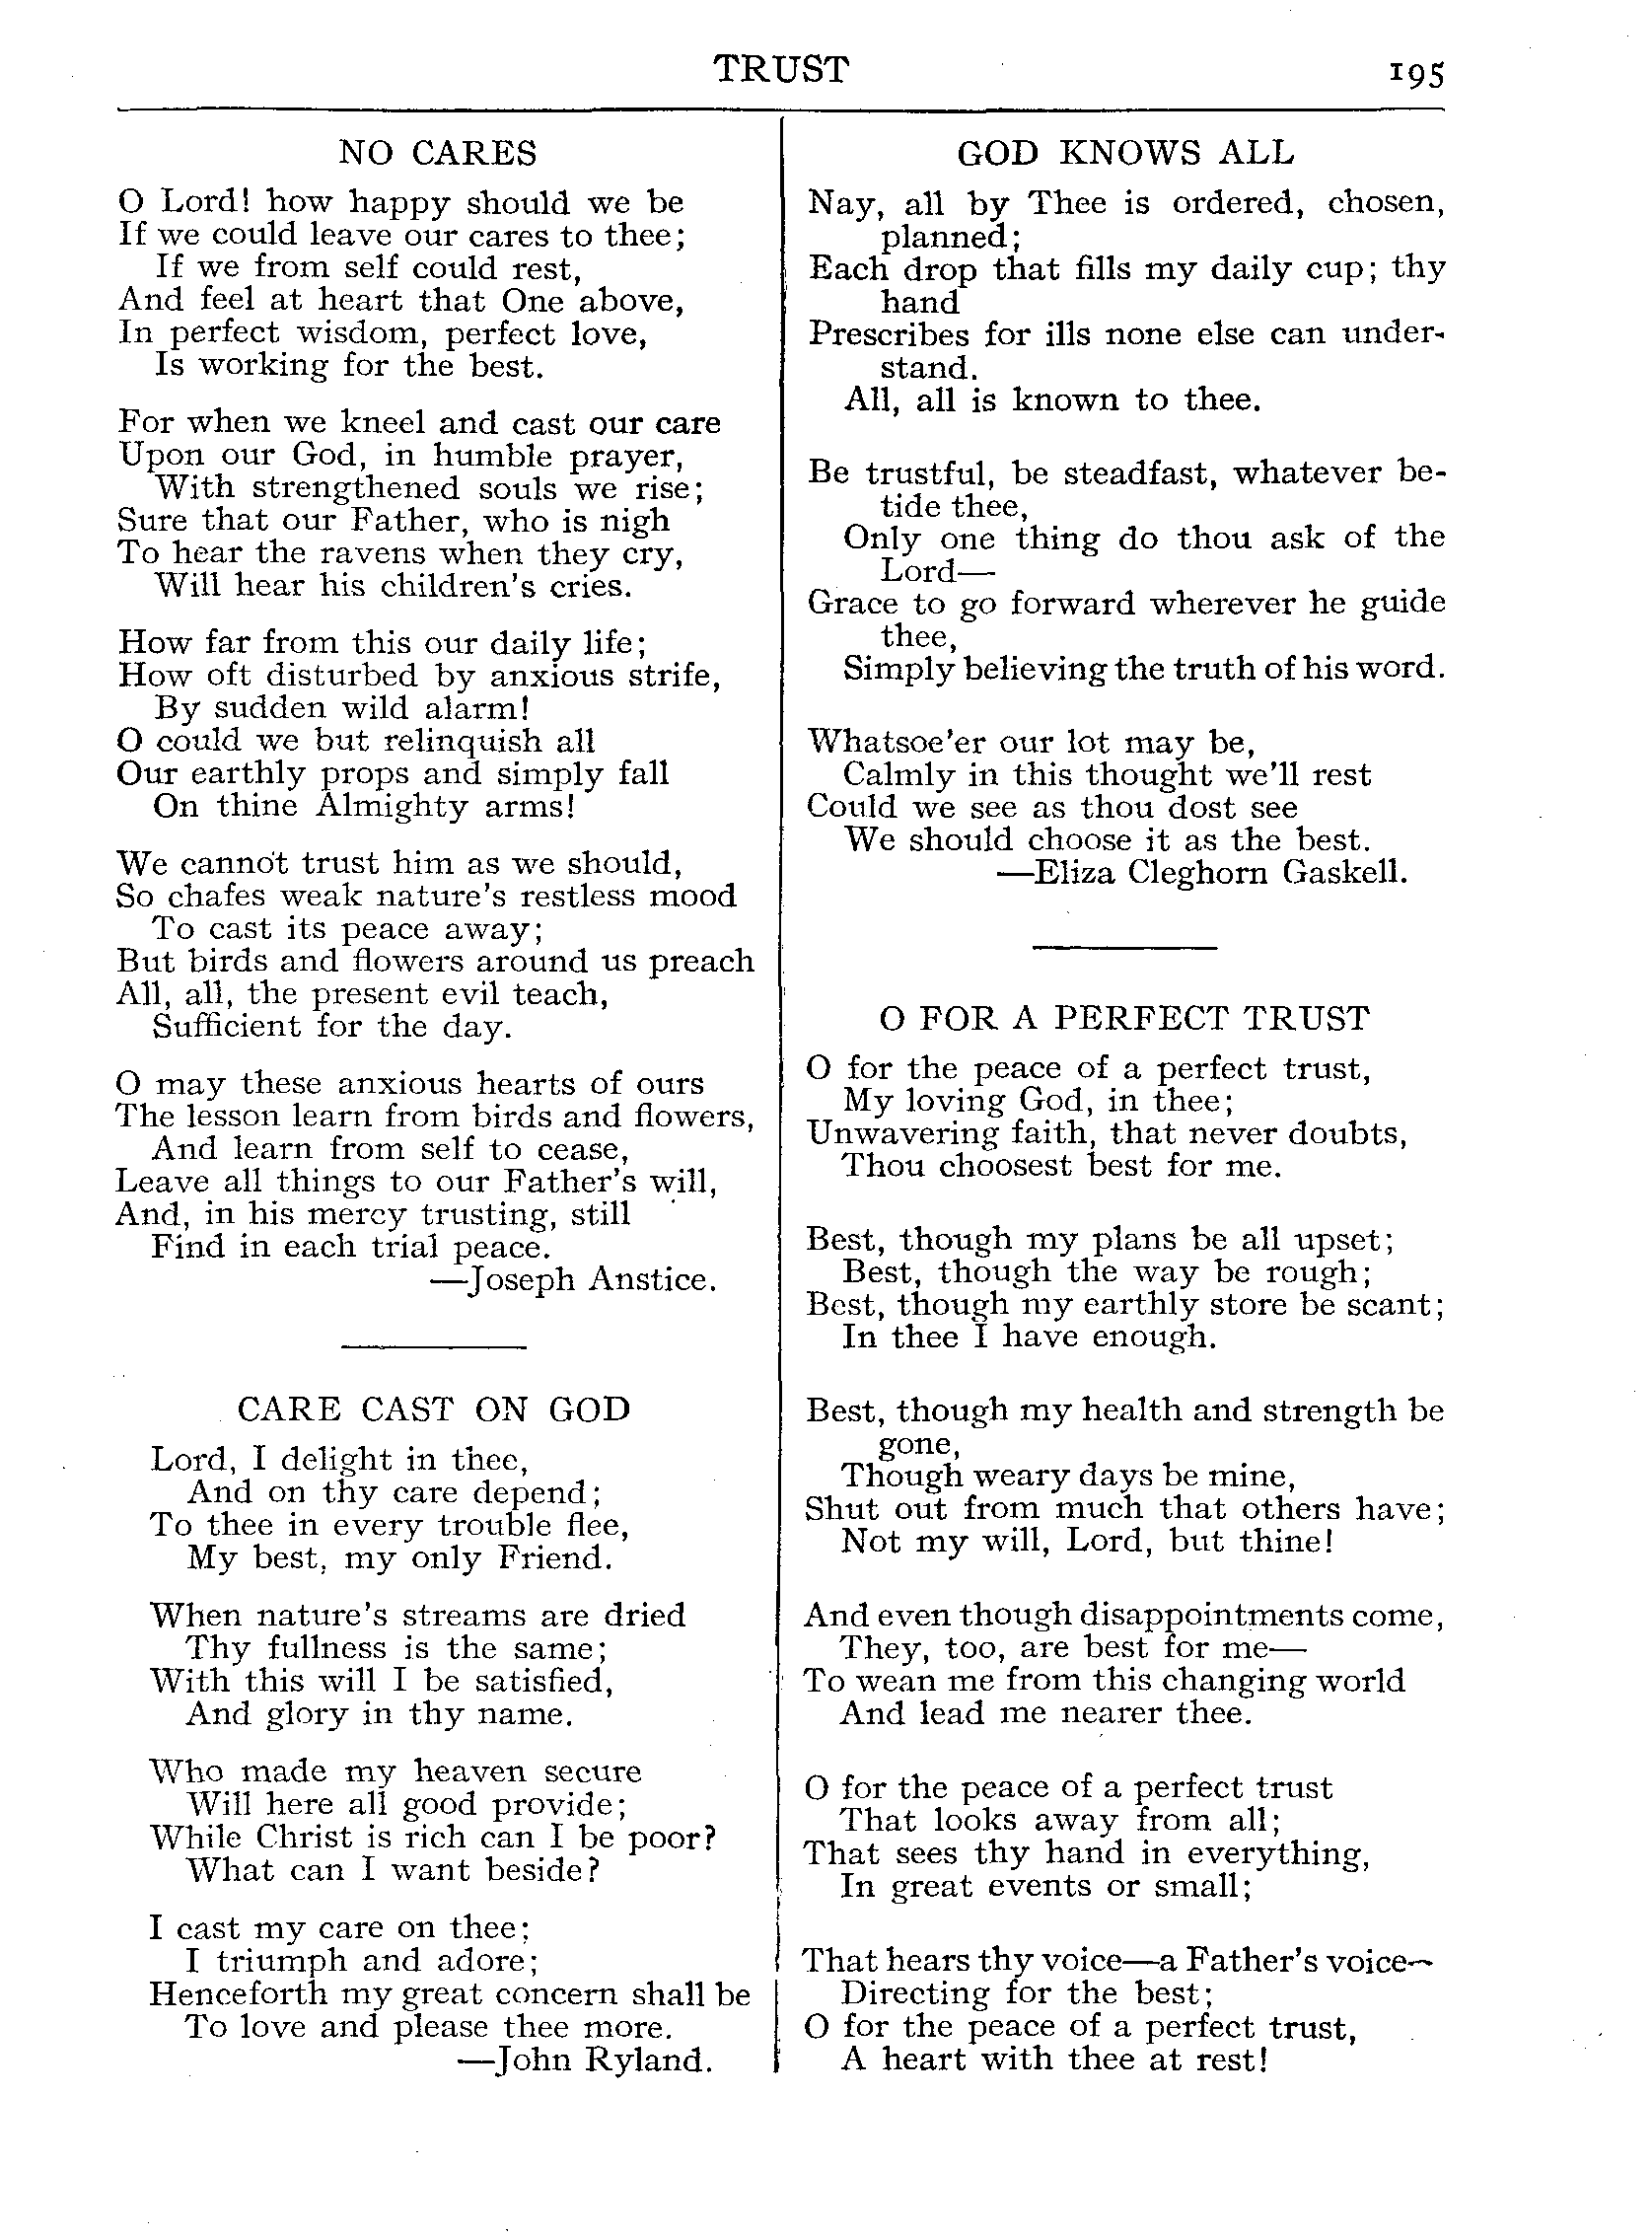 TRUST 195
NO CARES
O Lord! how happy should we be
If we could leave our cares to thee;
If we from self could rest,
And feel at heart that One above,
In perfect wisdom, perfect love,
Is working for the best.
For when we kneel and cast our care
Upon our God, in humble prayer,
With strengthened souls we rise;
Sure that our Father, who is nigh
To hear the ravens when they cry,
Will hear his children's cries.
How far from this our daily life;
How oft disturbed by anxious strife,
By sudden wild alarm!
O could we but relinquish all
Our earthly props and simply fall
On thine Almighty arms!
We cannot trust him as we should,
So chafes weak nature's restless mood
To cast its peace away;
But birds and flowers around us preach
All, all, the present evil teach,
Sufficient for the day.
O may these anxious hearts of ours
The lesson learn from birds and flowers,
And learn from self to cease,
Leave all things to our Father's will,
And, in his mercy trusting, still
Find in each trial peace.
—Joseph Anstice.
CARE CAST ON GOD
Lord, I delight in thee,
And on thy care depend;
To thee in every trouble flee,
My best, my only Friend.
When nature's streams are dried
Thy fullness is the same;
With this will I be satisfied,
And glory in thy name.
Who made my heaven secure
Will here all good provide;
While Christ is rich can I be poor?
What can I want beside?
I cast my care on thee;
I triumph and adore;
Henceforth my great concern shall be
To love and please thee more.
—John Ryland.
GOD KNOWS ALL
Nay, all by Thee is ordered, chosen,
planned;
Each drop that fills my daily cup; thy
hand
Prescribes for ills none else can under-
stand.
All, all is known to thee.
Be trustful, be steadfast, whatever be-
tide thee,
Only one thing do thou ask of the
Lord—
Grace to go forward wherever he guide
thee,
Simply believing the truth of his word.
Whatsoe'er our lot may be,
Calmly in this thought we'll rest
Could we see as thou dost see
We should choose it as the best.
—Eliza Cleghorn Gaskell.
O FOR A PERFECT TRUST
O for the peace of a perfect trust,
My loving God, in thee;
Unwavering faith, that never doubts,
Thou choosest best for me.
Best, though my plans be all upset;
Best, though the way be rough;
Best, though my earthly store be scant;
In thee I have enough.
Best, though my health and strength be
gone,
Though weary days be mine,
Shut out from much that others have;
Not my will, Lord, but thine!
And even though disappointments come,
They, too, are best for me—
To wean me from this changing world
And lead me nearer thee.
O for the peace of a perfect trust
That looks away from all;
That sees thy hand in everything,
In great events or small;
That hears thy voice—a Father's voice—
Directing for the best;
O for the peace of a perfect trust,
A heart with thee at rest!